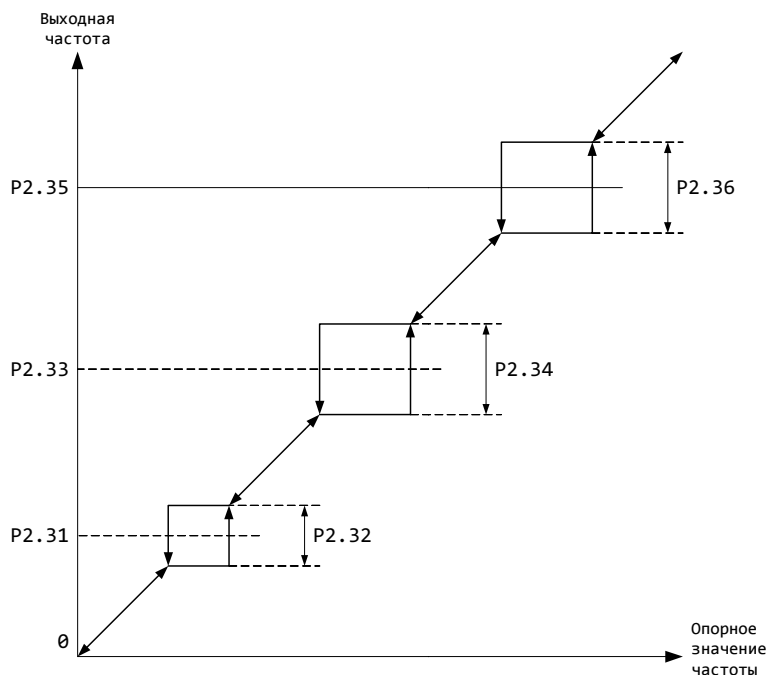 Выходная
частота
P2.35
P2.36
P2.33
P2.34
P2.31
P2.32
0
Опорное
значение
частоты